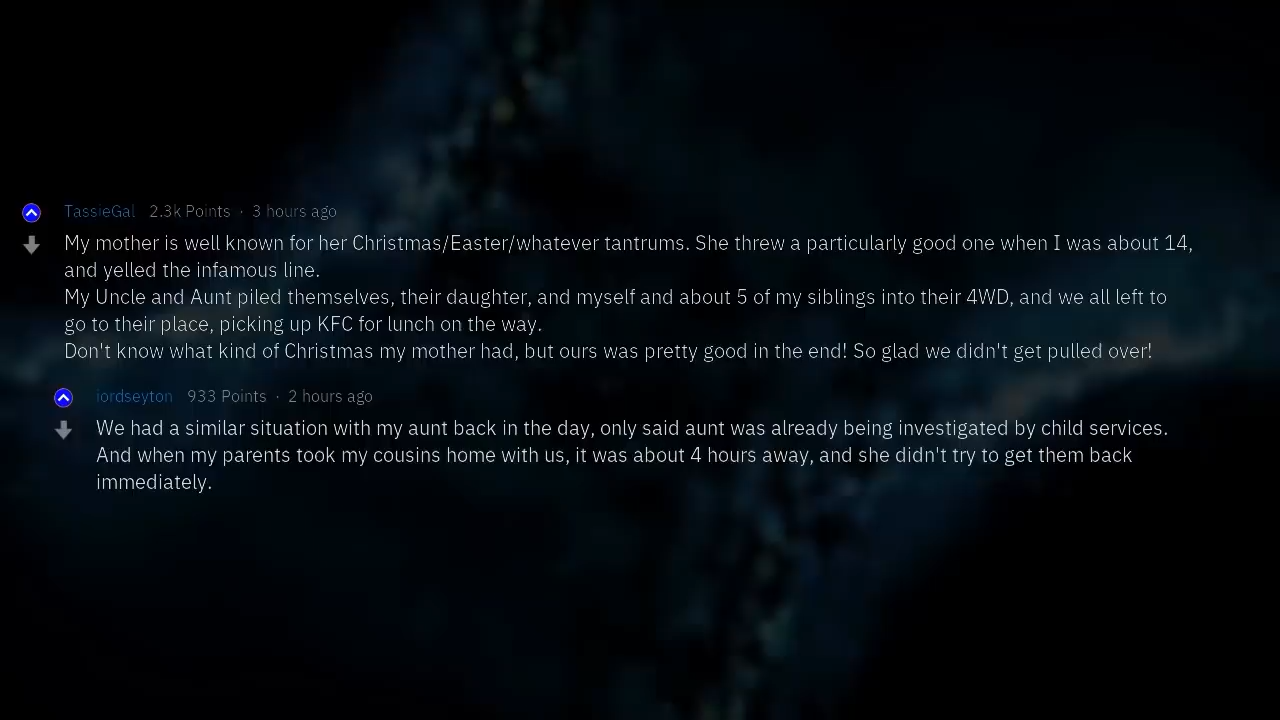 TassieGal 2.3k Points · 3 hours ago
My mother is well known for her Christmas/Easter/whatever tantrums. She threw a particularly good one when I was about 14,
and yelled the infamous line.
My Uncle and Aunt piled themselves, their daughter, and myself and about 5 of my siblings into their 4WD, and we all left to
go to their place, picking up KFC for lunch on the way.
Don't know what kind of Christmas my mother had, but ours was pretty good in the end! So glad we didn't get pulled over!
iordseyton 933 Points · 2 hours ago
We had a similar situation with my aunt back in the day, only said aunt was already being investigated by child services.
And when my parents took my cousins home with us, it was about 4 hours away, and she didn't try to get them back
immediately.